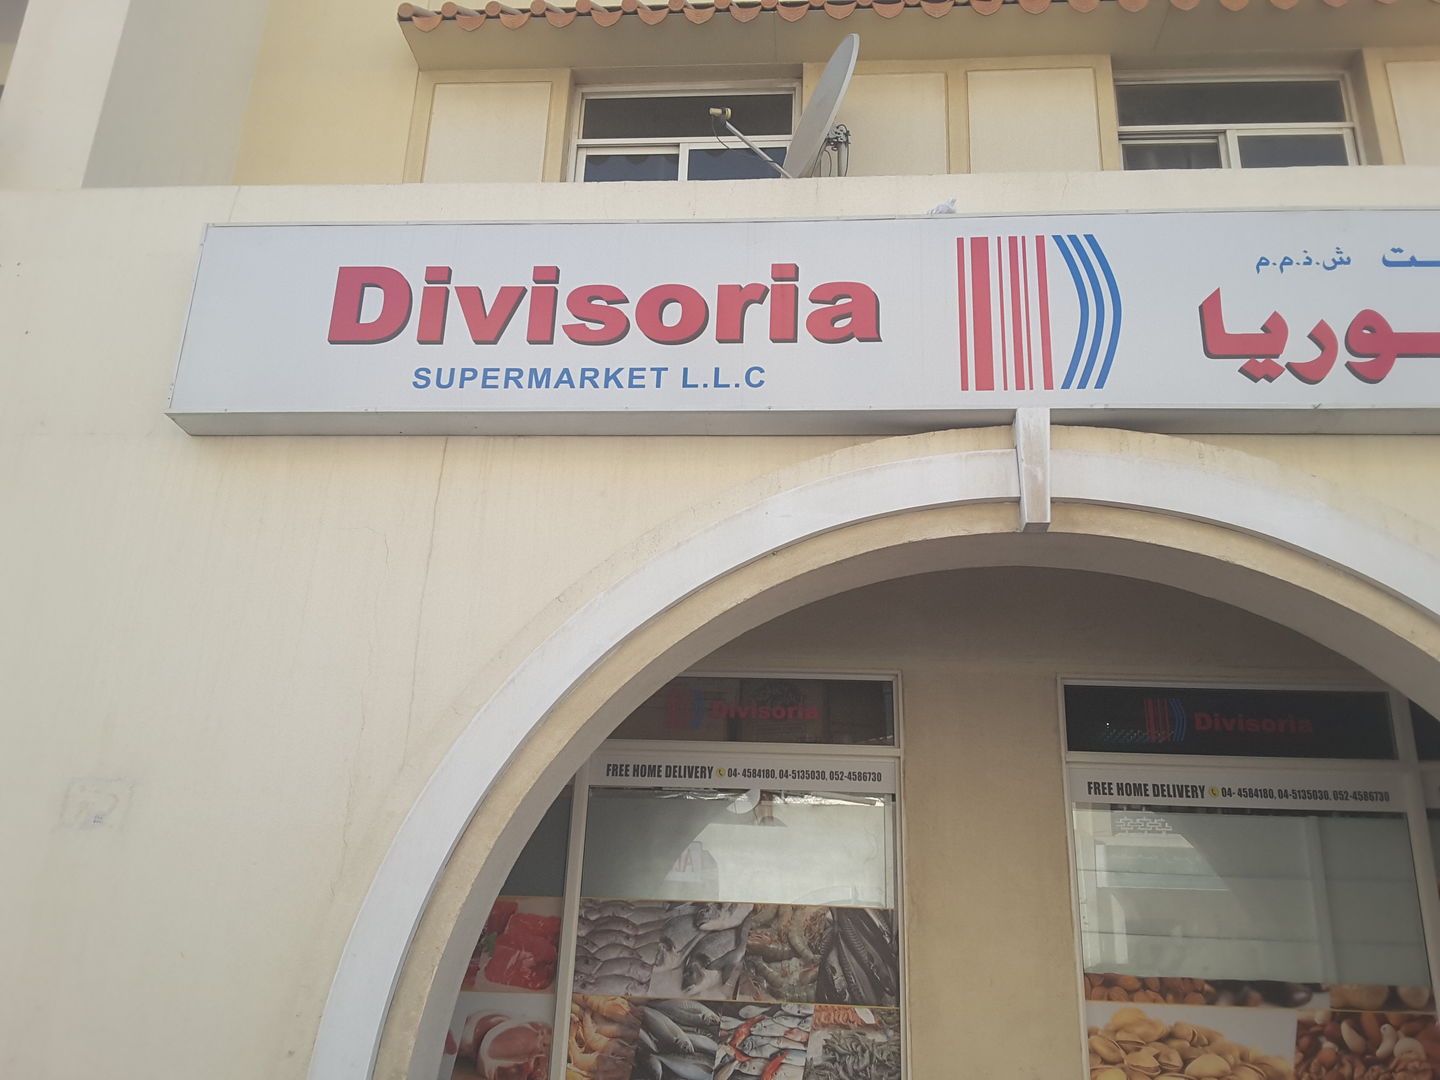 Divisoria
SUPERMARKET L.L.C
ش.ذ.م.م
Divisoria
FREE HOME DELIVERY 04- 4584180, 04-5135030, 052-4586730
Divisoria
FREE HOME DELIVERY 04- 4584180, 04-5135030, 052-4586730